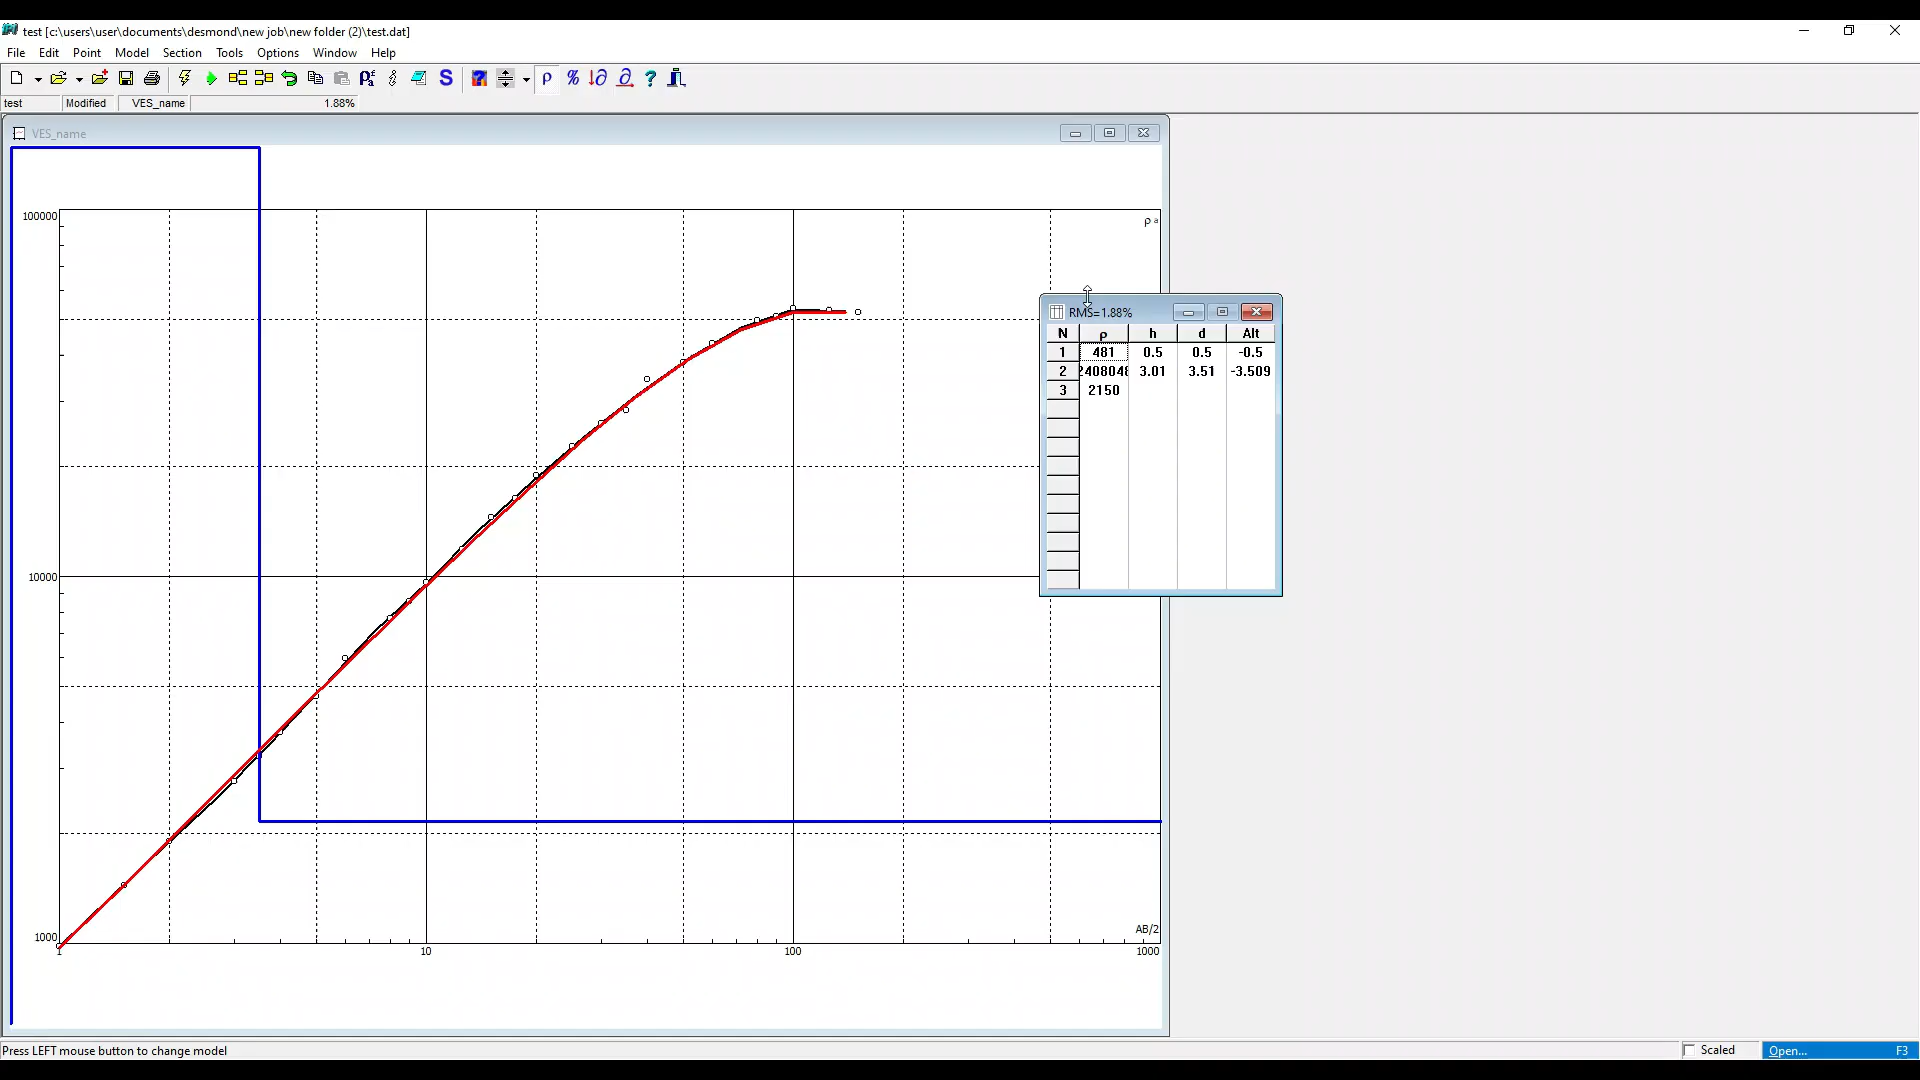 test [c:\users\user\documents\desmond\new job\new folder (2)\test.dat]
File Edit Point Model Section Tools Options Window Help
S ρ % ?
test Modified VES_name 1.88%
VES_name
100000
ρ a
RMS=1.88%
N ρ h d Alt
1 481 0.5 0.5 -0.5
2 2408048 3.01 3.51 -3.509
3 2150
10000
AB/2
1000
1 10 100 1000
Press LEFT mouse button to change model
Scaled Open... F3